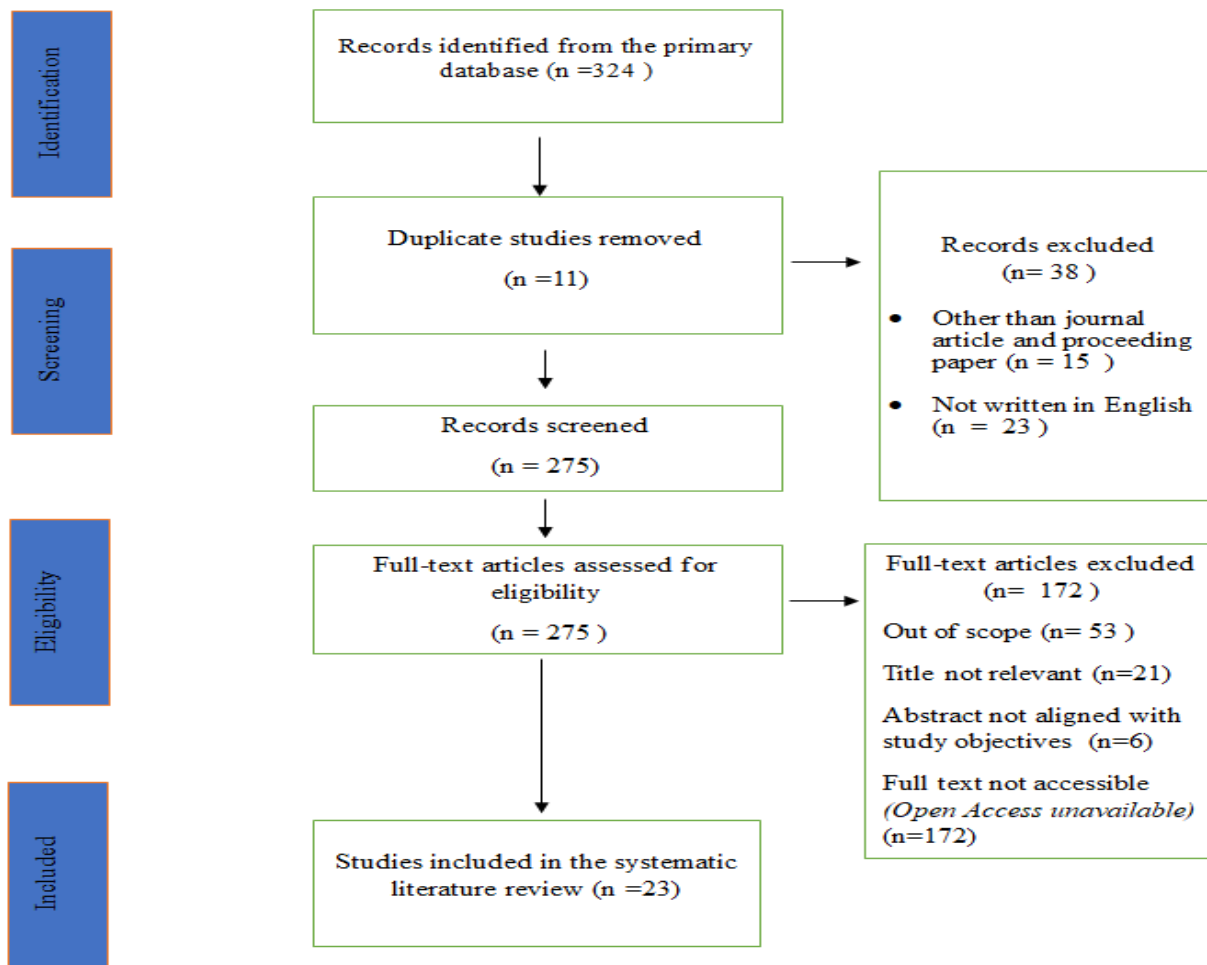 Identification
Records identified from the primary
database (n =324 )
Duplicate studies removed
(n =11)
Records excluded
(n= 38 )
• Other than journal
article and proceeding
paper (n = 15 )
• Not written in English
(n = 23 )
Screening
Records screened
(n = 275)
Eligibility
Full-text articles assessed for
eligibility
(n = 275 )
Full-text articles excluded
(n= 172 )
Out of scope (n= 53 )
Title not relevant (n=21)
Abstract not aligned with
study objectives (n=6)
Full text not accessible
(Open Access unavailable)
(n=172)
Included
Studies included in the systematic
literature review (n =23)